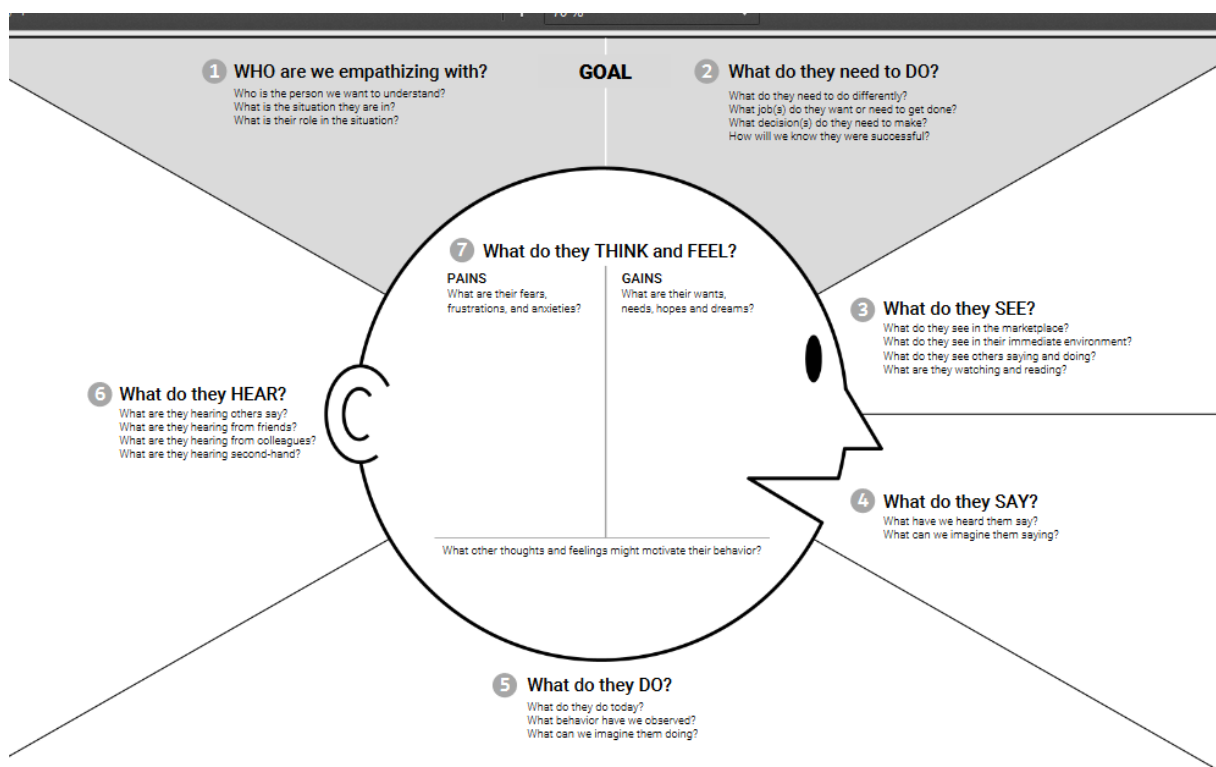 1 WHO are we empathizing with?
Who is the person we want to understand?
What is the situation they are in?
What is their role in the situation?
GOAL
2 What do they need to DO?
What do they need to do differently?
What job(s) do they want or need to get done?
What decision(s) do they need to make?
How will we know they were successful?
3 What do they SEE?
What do they see in the marketplace?
What do they see in their immediate environment?
What do they see others saying and doing?
What are they watching and reading?
4 What do they SAY?
What have we heard them say?
What can we imagine them saying?
5 What do they DO?
What do they do today?
What behavior have we observed?
What can we imagine them doing?
6 What do they HEAR?
What are they hearing others say?
What are they hearing from friends?
What are they hearing from colleagues?
What are they hearing second-hand?
7 What do they THINK and FEEL?
PAINS
What are their fears,
frustrations, and anxieties?
GAINS
What are their wants,
needs, hopes and dreams?
What other thoughts and feelings might motivate their behavior?